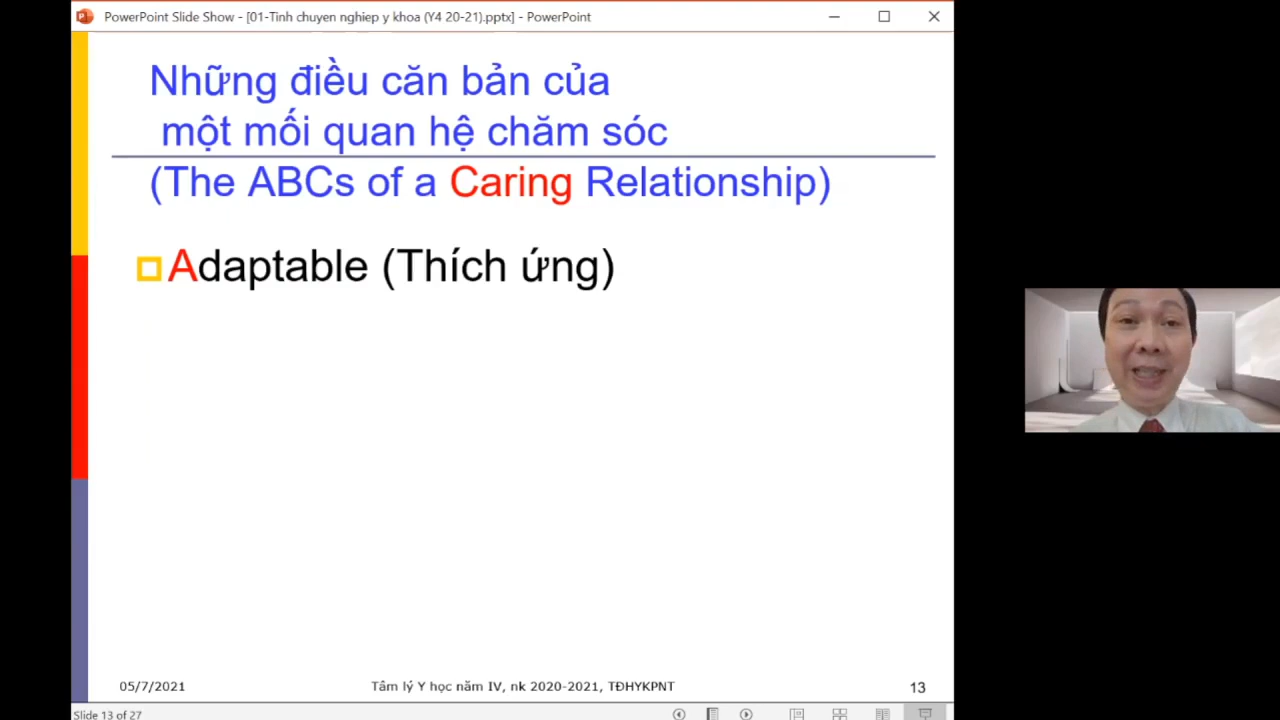 PowerPoint Slide Show - [01-Tinh chuyen nghiep y khoa (Y4 20-21).pptx] - PowerPoint
Những điều căn bản của
một mối quan hệ chăm sóc
(The ABCs of a Caring Relationship)
Adaptable (Thích ứng)
05/7/2021
Tâm lý Y học năm IV, nk 2020-2021, TĐHYKPNT
13
Slide 13 of 27